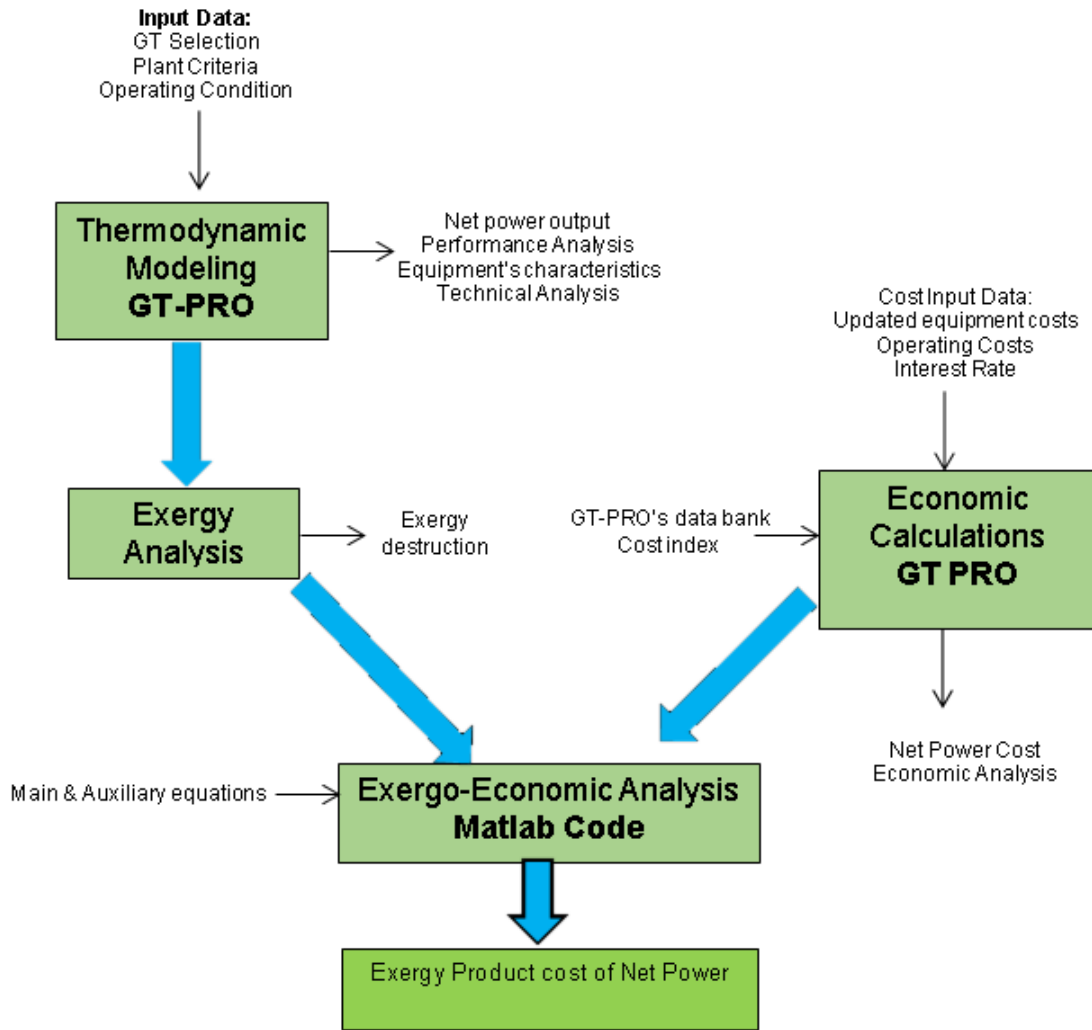 Input Data:
GT Selection
Plant Criteria
Operating Condition
Thermodynamic
Modeling
GT-PRO
Net power output
Performance Analysis
Equipment's characteristics
Technical Analysis
Cost Input Data:
Updated equipment costs
Operating Costs
Interest Rate
Exergy
Analysis
Exergy
destruction
GT-PRO's data bank
Cost index
Economic
Calculations
GT PRO
Net Power Cost
Economic Analysis
Main & Auxiliary equations
Exergo-Economic Analysis
Matlab Code
Exergy Product cost of Net Power